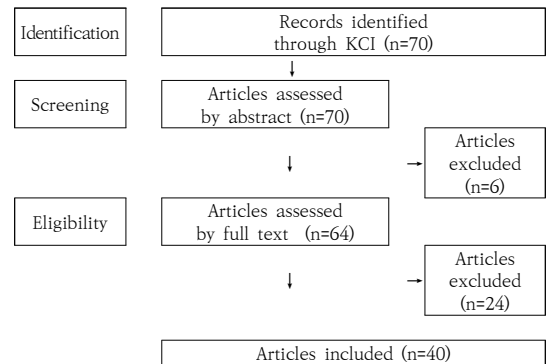 Identification
Records identified
through KCI (n=70)
Screening
Articles assessed
by abstract (n=70)
Articles
excluded
(n=6)
Eligibility
Articles assessed
by full text (n=64)
Articles
excluded
(n=24)
Articles included (n=40)